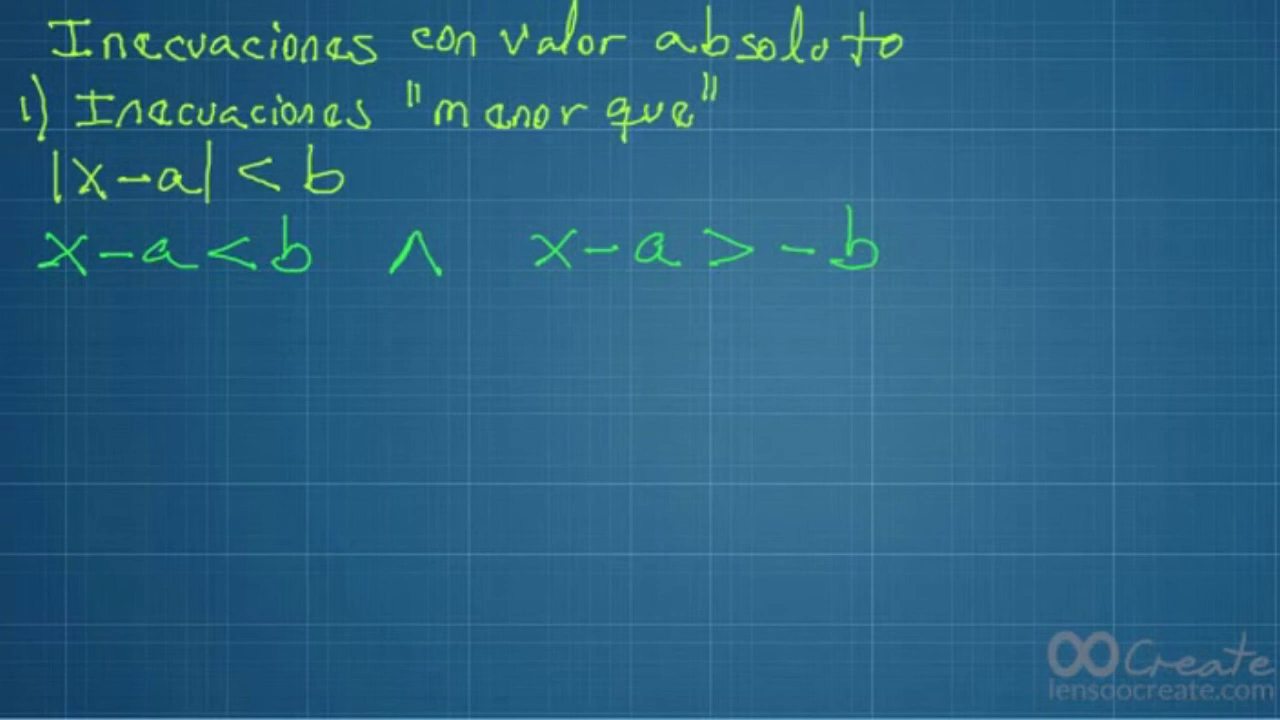 Inecuaciones con valor absoluto
1) Inecuaciones "menor que"
|x-a| < b
x-a < b ∧ x-a > -b
∞ Create
lensoocreate.com